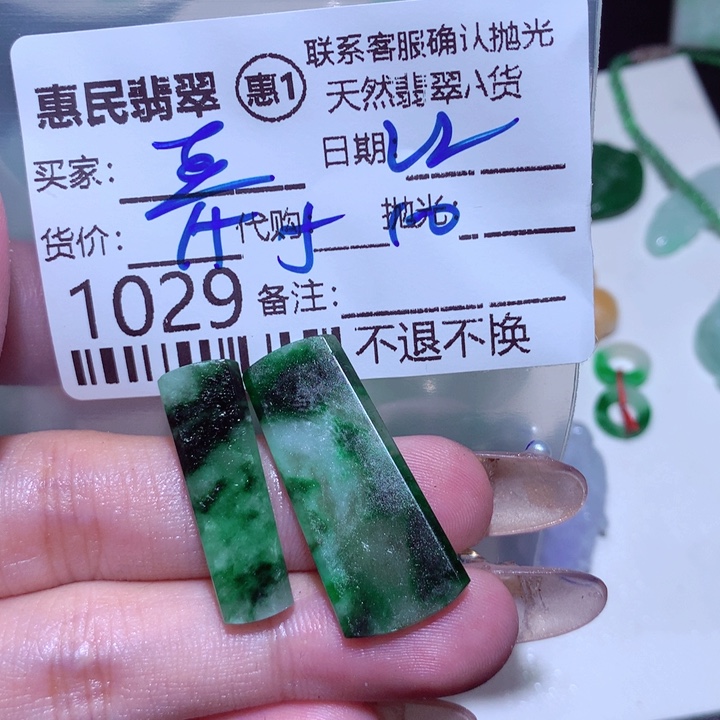 惠民翡翠 惠1 联系客服确认抛光
天然翡翠A货
买家: 日期
货价: 代购 抛光:
1029 备注:
不退不换